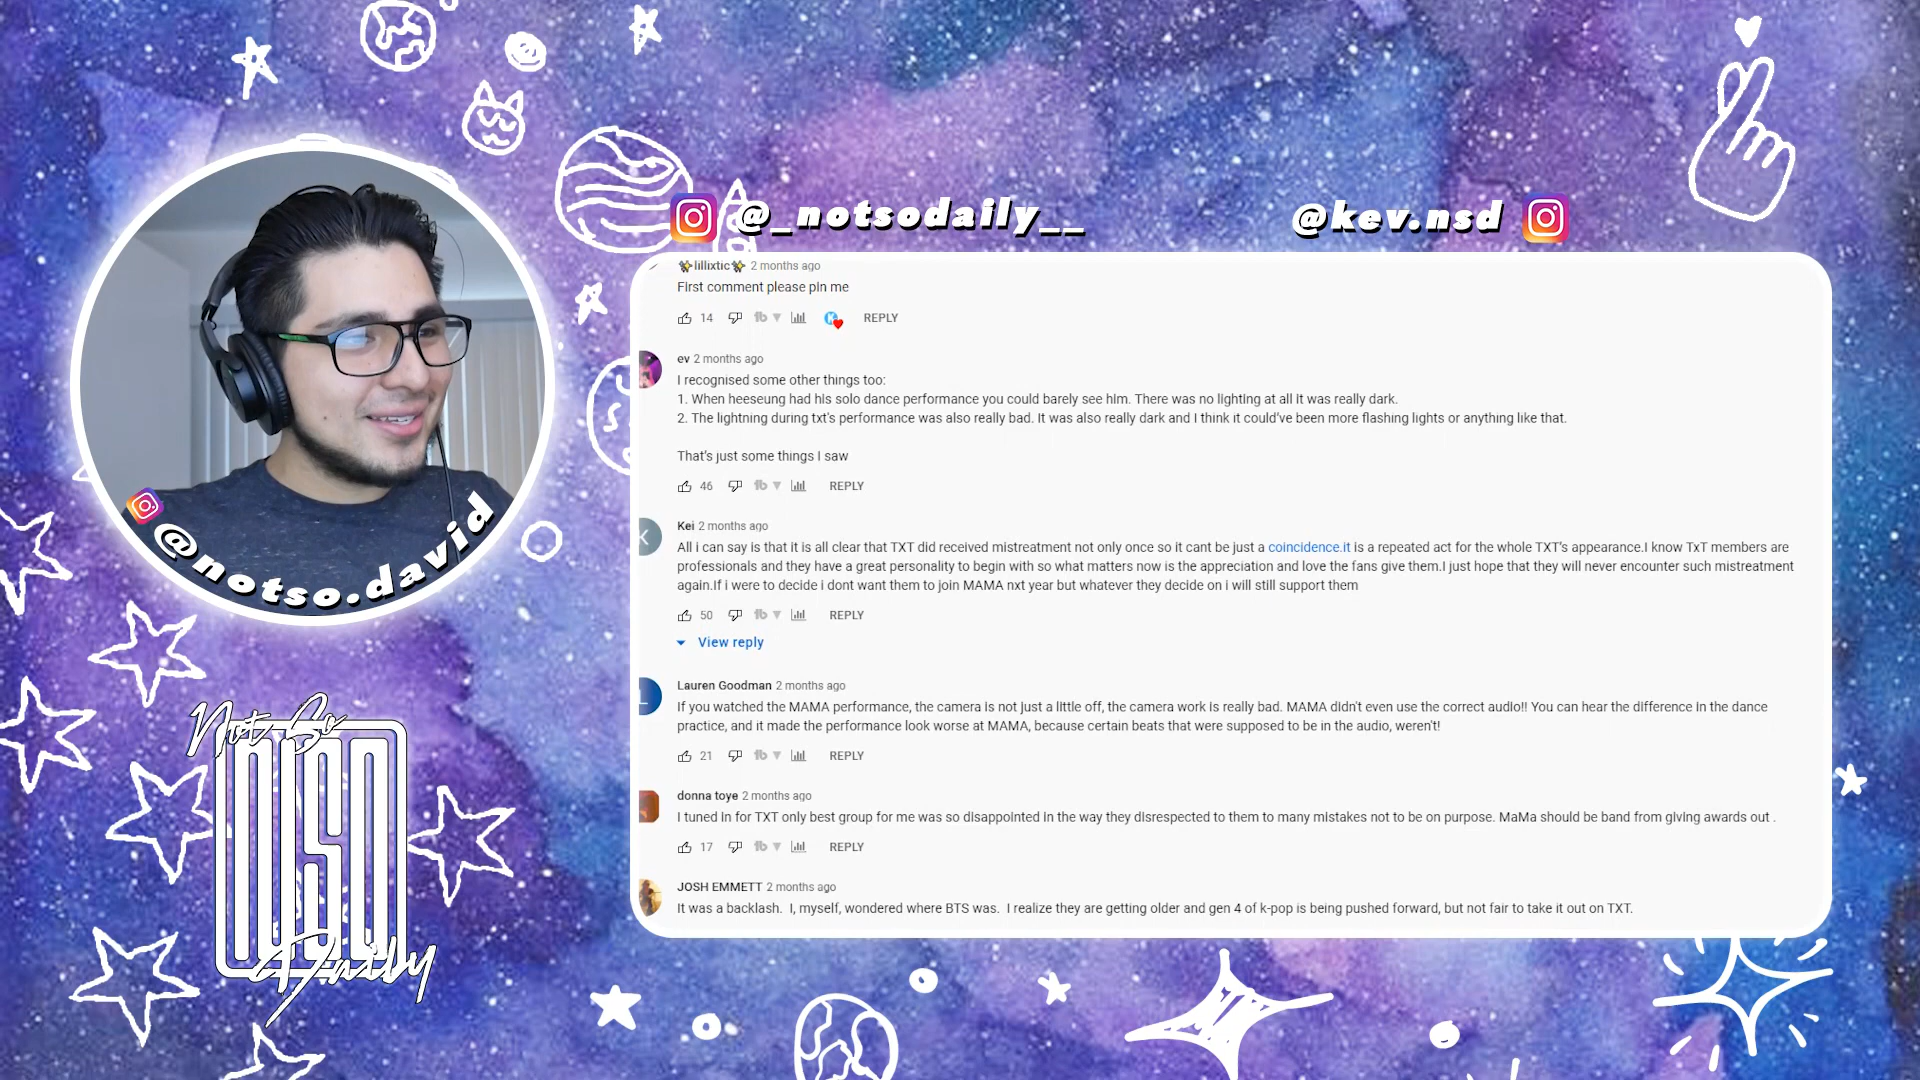 @_notsodaily__
@kev.nsd
✨lillixtic✨ 2 months ago
First comment please pin me
14 REPLY
ev 2 months ago
I recognised some other things too:
1. When heeseung had his solo dance performance you could barely see him. There was no lighting at all it was really dark.
2. The lightning during txt's performance was also really bad. It was also really dark and I think it could've been more flashing lights or anything like that.
That's just some things I saw
46 REPLY
Kei 2 months ago
All i can say is that it is all clear that TXT did received mistreatment not only once so it cant be just a coincidence.it is a repeated act for the whole TXT's appearance.I know TxT members are
professionals and they have a great personality to begin with so what matters now is the appreciation and love the fans give them.I just hope that they will never encounter such mistreatment
again.If i were to decide i dont want them to join MAMA nxt year but whatever they decide on i will still support them
50 REPLY
View reply
Lauren Goodman 2 months ago
If you watched the MAMA performance, the camera is not just a little off, the camera work is really bad. MAMA didn't even use the correct audio!! You can hear the difference in the dance
practice, and it made the performance look worse at MAMA, because certain beats that were supposed to be in the audio, weren't!
21 REPLY
donna toye 2 months ago
I tuned in for TXT only best group for me was so disappointed in the way they disrespected to them to many mistakes not to be on purpose. MaMa should be band from giving awards out .
17 REPLY
JOSH EMMETT 2 months ago
It was a backlash. I, myself, wondered where BTS was. I realize they are getting older and gen 4 of k-pop is being pushed forward, but not fair to take it out on TXT.
@notso.david
Not So
NSD
Daily